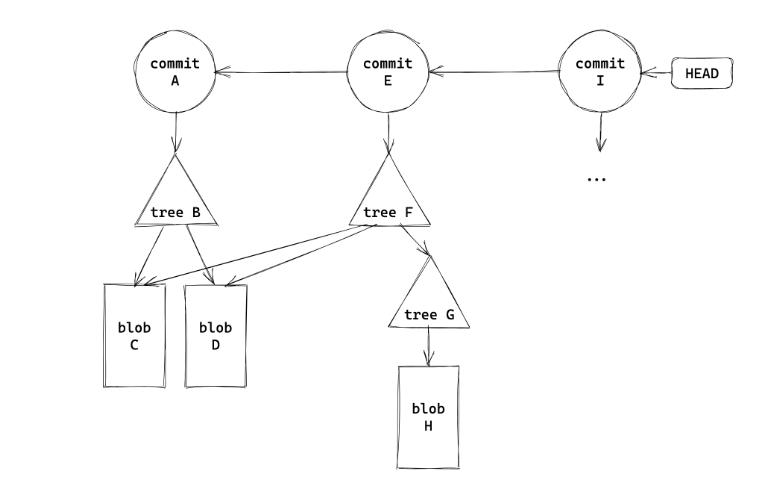 commit
A
commit
E
commit
I
HEAD
...
tree B
tree F
blob
C
blob
D
tree G
blob
H